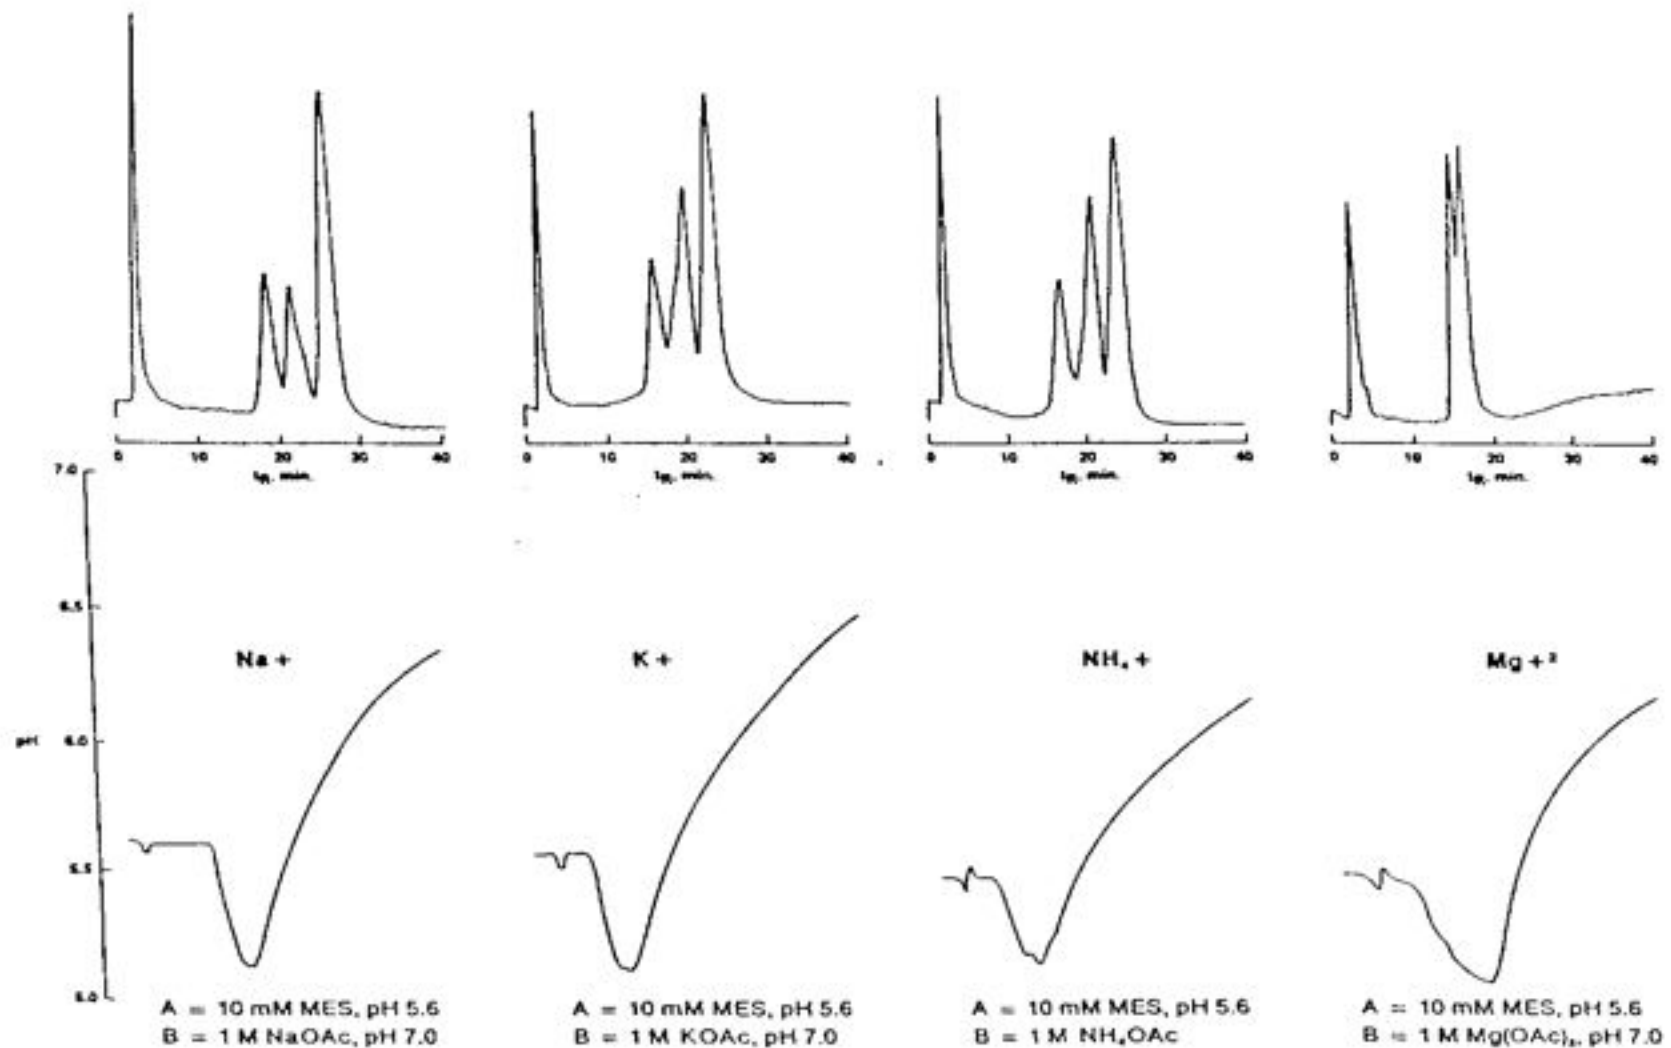 0 10 20 30 40
0 10 20 30 40
0 10 20 30 40
0 10 20 30 40
min.
min.
min.
min.
7.0
6.5
Na +
K +
NH₄ +
Mg + ²
pH 6.0
5.5
5.0
A = 10 mM MES, pH 5.6
B = 1 M NaOAc, pH 7.0
A = 10 mM MES, pH 5.6
B = 1 M KOAc, pH 7.0
A = 10 mM MES, pH 5.6
B = 1 M NH₄OAc
A = 10 mM MES, pH 5.6
B = 1 M Mg(OAc)₂, pH 7.0